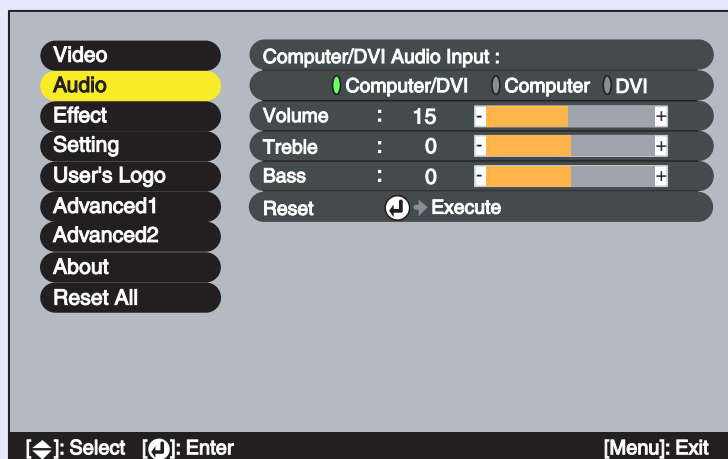 Video
Audio
Effect
Setting
User's Logo
Advanced1
Advanced2
About
Reset All
Computer/DVI Audio Input :
Computer/DVI Computer DVI
Volume : 15 - +
Treble : 0 - +
Bass : 0 - +
Reset Execute
[ ]: Select [ ]: Enter [Menu]: Exit